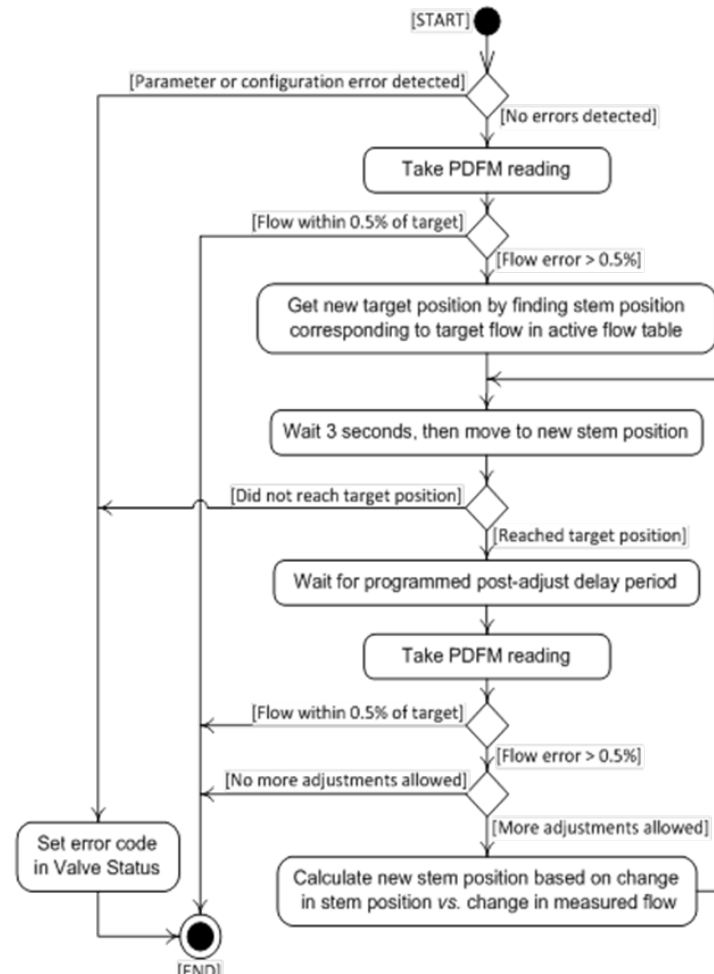 [START]
[Parameter or configuration error detected]
[No errors detected]
Take PDFM reading
[Flow within 0.5% of target]
[Flow error > 0.5%]
Get new target position by finding stem position
corresponding to target flow in active flow table
Wait 3 seconds, then move to new stem position
[Did not reach target position]
[Reached target position]
Wait for programmed post-adjust delay period
Take PDFM reading
[Flow within 0.5% of target]
[Flow error > 0.5%]
[No more adjustments allowed]
[More adjustments allowed]
Set error code
in Valve Status
Calculate new stem position based on change
in stem position vs. change in measured flow
[END]